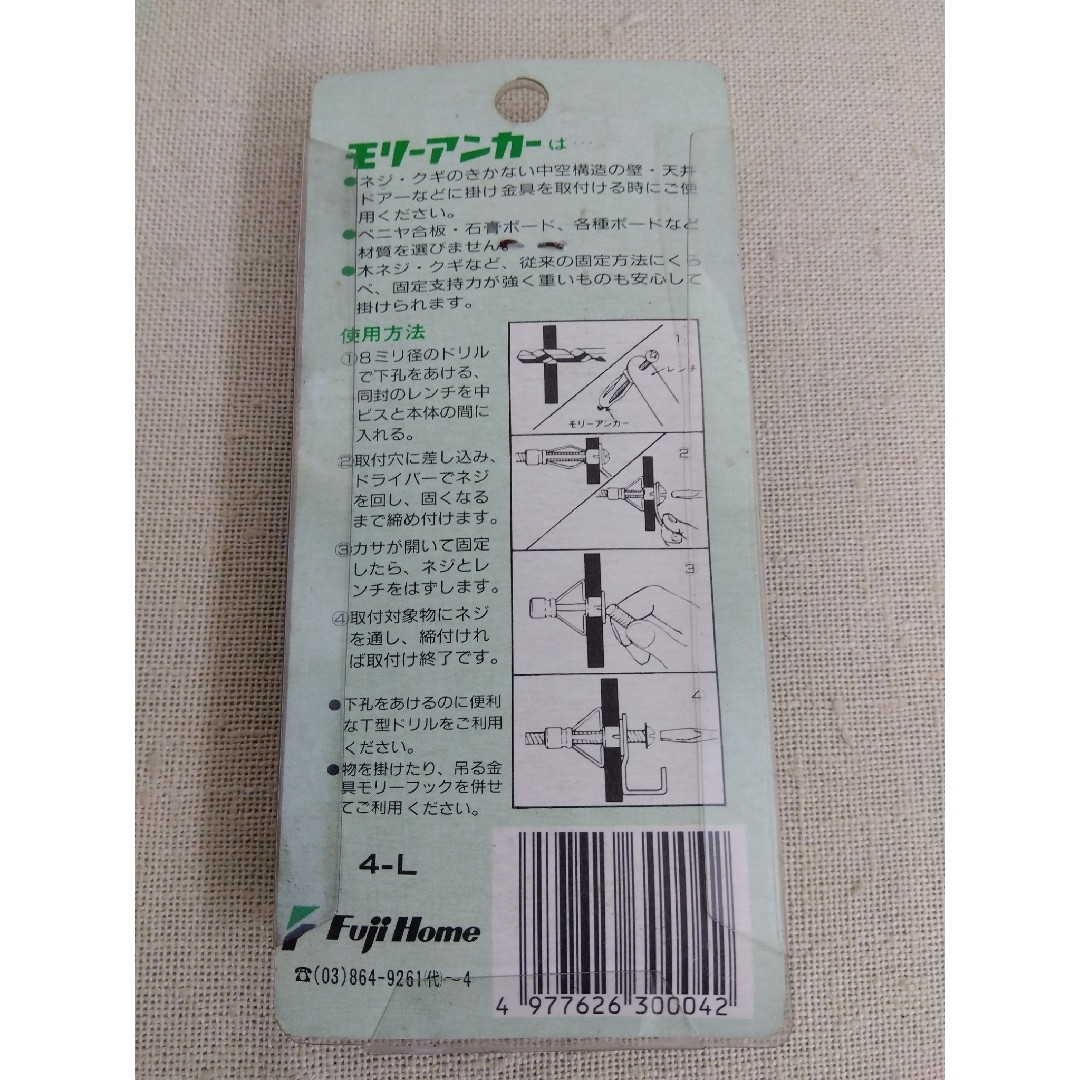 モリーアンカーは…
●ネジ・クギのきかない中空構造の壁・天井
ドアーなどに掛け金具を取付ける時にご使
用ください。
●ベニヤ合板・石膏ボード、各種ボードなど
材質を選びません。
●木ネジ・クギなど、従来の固定方法にくら
べ、固定支持力が強く重いものも安心して
掛けられます。
使用方法
①8ミリ径のドリル
で下孔をあける、
同封のレンチを中
ビスと本体の間に
入れる。
②取付穴に差し込み、
ドライバーでネジ
を回し、固くなる
まで締め付けます。
③カサが開いて固定
したら、ネジとレ
ンチをはずします。
④取付対象物にネジ
を通し、締付けれ
ば取付け終了です。
●下孔をあけるのに便利
なT型ドリルをご利用
ください。
●物を掛けたり、吊る金
具モリーフックを併せ
てご利用ください。
1
レンチ
モリーアンカー
2
3
4
4-L
Fuji Home
☎(03)864-9261(代)〜4
4 977626 300042